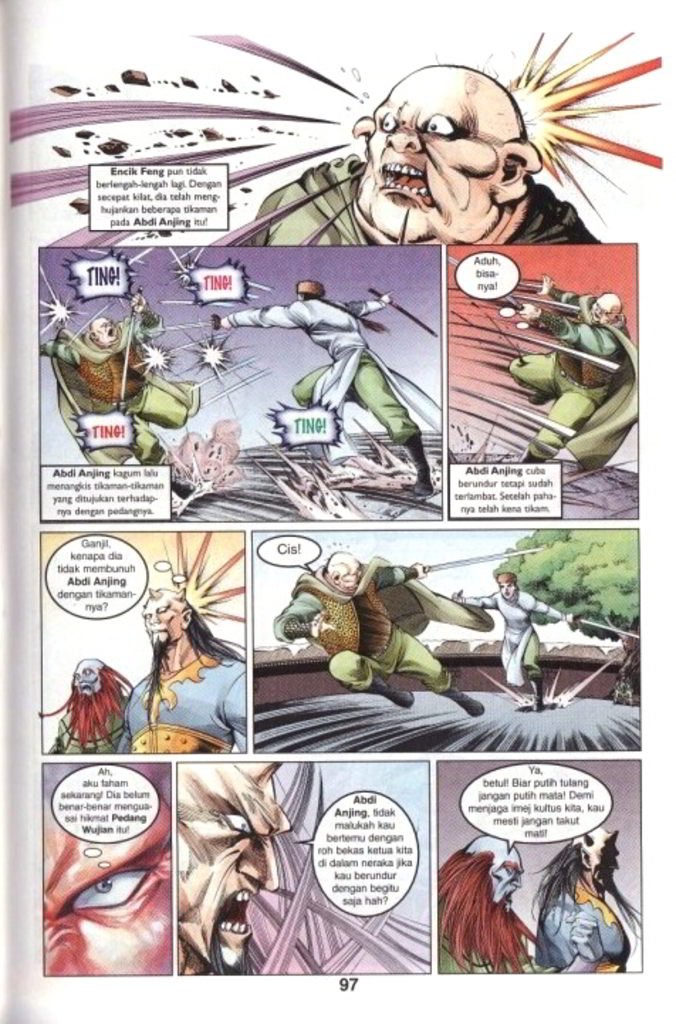 Encik Feng pun tidak
berlengah-lengah lagi. Dengan
secepat kilat, dia telah meng-
hujankan beberapa tikaman
pada Abdi Anjing itu!
TING!
TING!
TING!
TING!
Abdi Anjing kagum lalu
menangkis tikaman-tikaman
yang ditujukan terhadap-
nya dengan pedangnya.
Aduh,
bisa-
nya!
Abdi Anjing cuba
berundur tetapi sudah
terlambat. Setelah paha-
nya telah kena tikam.
Ganjil,
kenapa dia
tidak membunuh
Abdi Anjing
dengan tikaman-
nya?
Cis!
Ah,
aku faham
sekarang! Dia belum
benar-benar mengua-
sai hikmat Pedang
Wujian itu!
Abdi
Anjing, tidak
malukah kau
bertemu dengan
roh bekas ketua kita
di dalam neraka jika
kau berundur
dengan begitu
saja hah?
Ya,
betul! Biar putih tulang
jangan putih mata! Demi
menjaga imej kultus kita, kau
mesti jangan takut
mati!
97